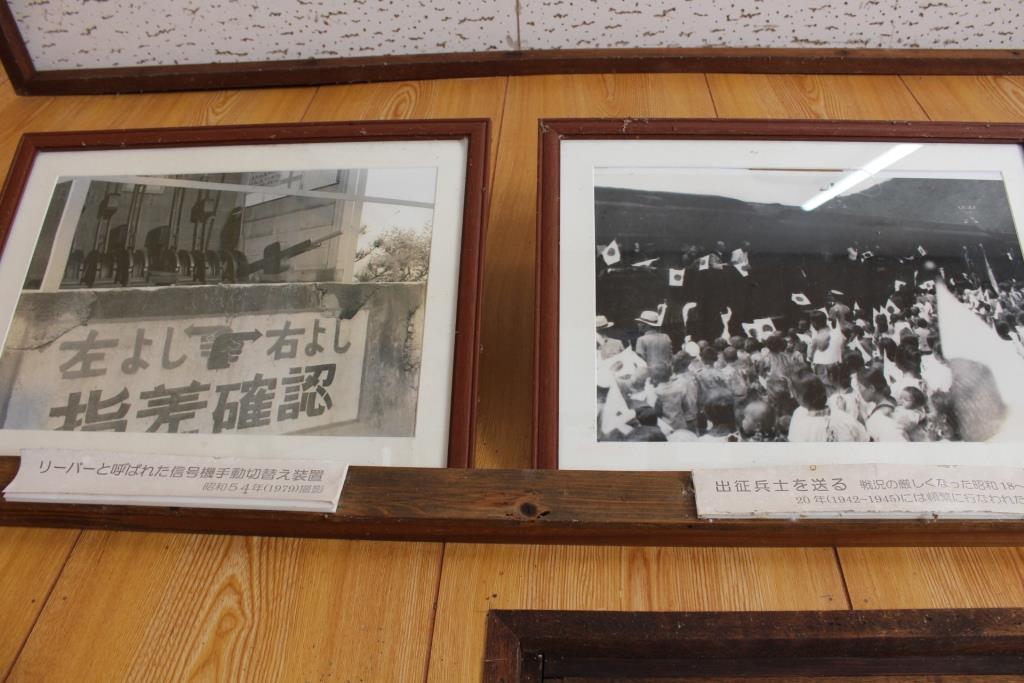 左よし 右よし
指差確認
リーバーと呼ばれた信号機手動切替え装置
昭和54年(1979)撮影
出征兵士を送る 戦況の厳しくなった昭和18～
20年(1942-1945)には頻繁に行なわれた